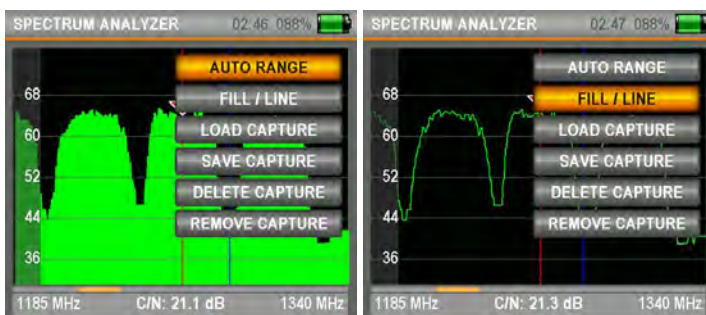 SPECTRUM ANALYZER 02:46 088%
AUTO RANGE
68
FILL / LINE
LOAD CAPTURE
60
SAVE CAPTURE
52
DELETE CAPTURE
44
REMOVE CAPTURE
36
1185 MHz C/N: 21.1 dB 1340 MHz
SPECTRUM ANALYZER 02:47 088%
AUTO RANGE
68
FILL / LINE
LOAD CAPTURE
60
SAVE CAPTURE
52
DELETE CAPTURE
44
REMOVE CAPTURE
36
1185 MHz C/N: 21.3 dB 1340 MHz